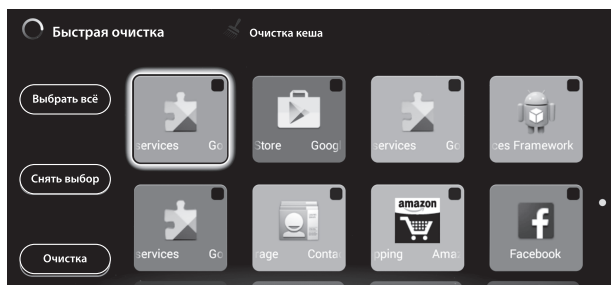 Быстрая очистка
Очистка кеша
Выбрать всё
services Go
Store Googl
services Go
ces Framework
Снять выбор
services Go
rage Conta
amazon
pping Ama
Facebook
Очистка